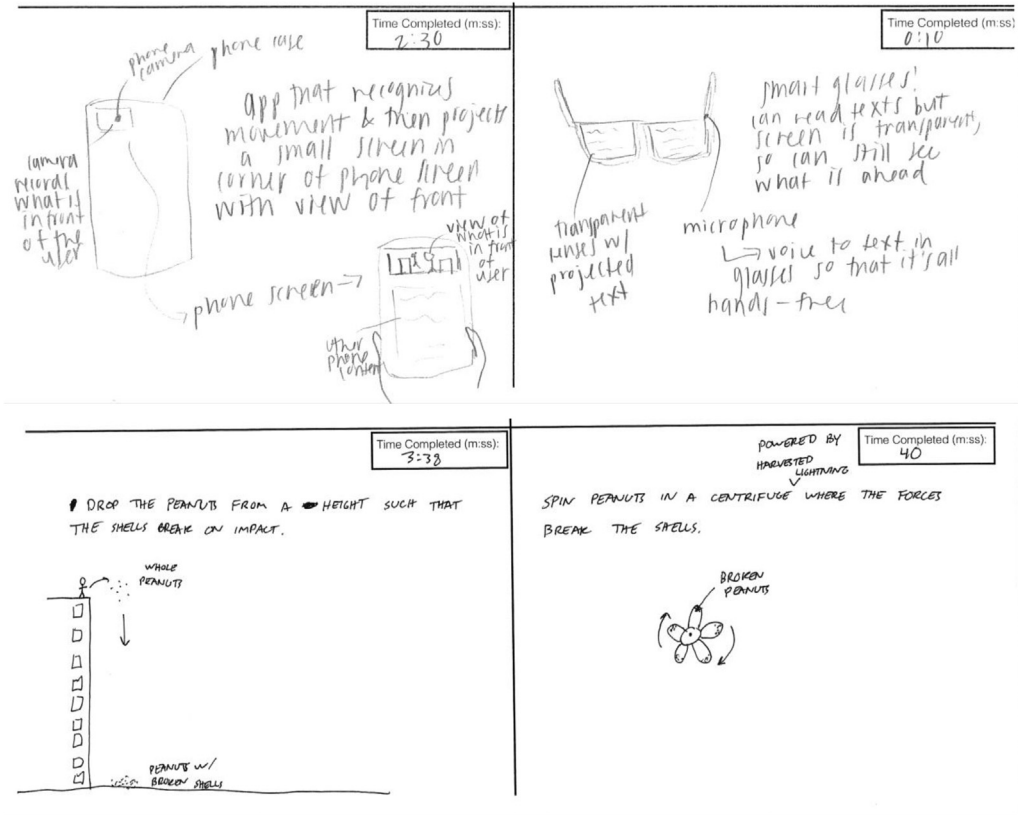 Time Completed (m:ss):
2:30
phone
camera
phone case
app that recognizes
movement & then projects
a small screen in
corner of phone screen
with view of front
camera
records
what is
in front
of the
user
view of
what is
in front
of
user
phone screen
other
phone
content
Time Completed (m:ss):
0:10
smart glasses!
can read texts but
screen is transparent,
so can still see
what is ahead
transparent
lenses w/
projected
text
microphone
voice to text in
glasses so that it's all
hands-free
Time Completed (m:ss):
3:38
DROP THE PEANUTS FROM A HEIGHT SUCH THAT
THE SHELLS BREAK ON IMPACT.
WHOLE
PEANUTS
PEANUTS W/
BROKEN SHELLS
POWERED BY
HARVESTED
LIGHTNING
Time Completed (m:ss):
40
SPIN PEANUTS IN A CENTRIFUGE WHERE THE FORCES
BREAK THE SHELLS.
BROKEN
PEANUTS